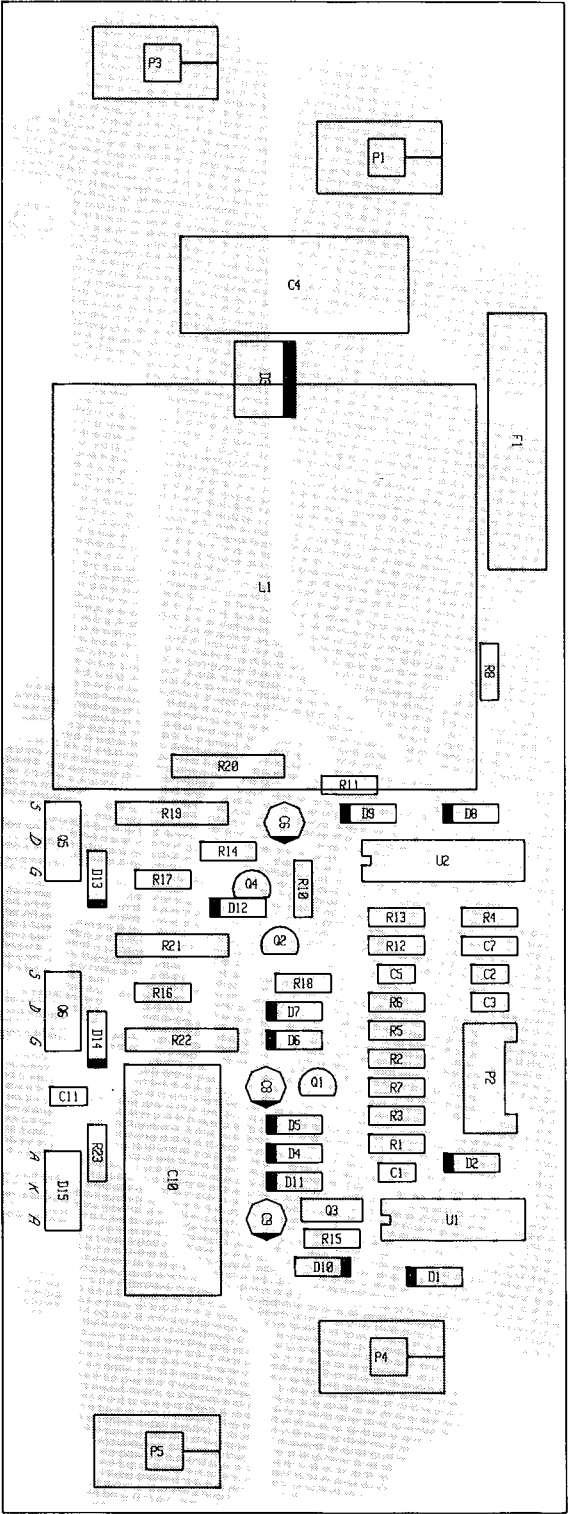 P3
P1
C4
D3
F1
L1
R8
R20
R11
S
D
G
Q5
R19
C6
D9
D8
R14
U2
D13
R17
Q4
R10
D12
R13
R4
R21
Q2
R12
C7
S
D
G
Q6
R16
R18
C5
C2
D7
R6
C3
D14
R22
D6
R5
R2
P2
C11
Q1
R7
D5
R3
A
K
A
D15
R23
C10
D4
R1
D2
D11
C1
Q3
U1
R15
D10
D1
P4
P5